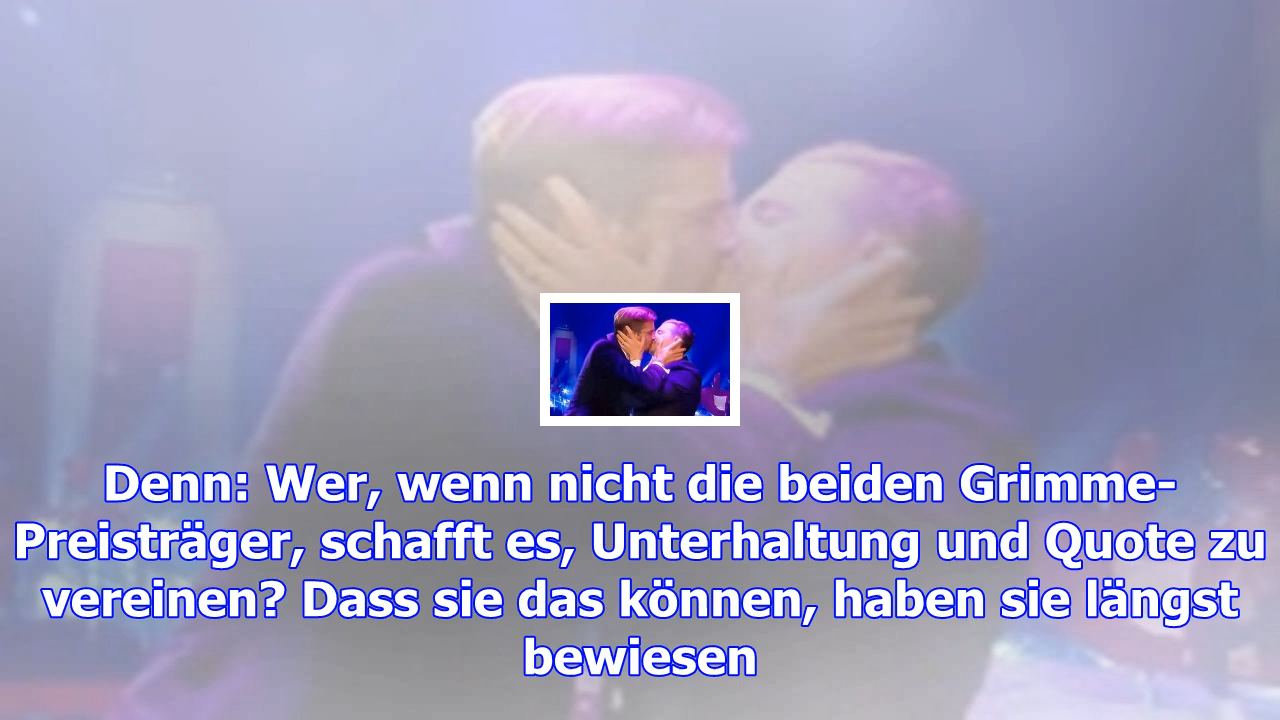 Denn: Wer, wenn nicht die beiden Grimme-
Preisträger, schafft es, Unterhaltung und Quote zu
vereinen? Dass sie das können, haben sie längst
bewiesen